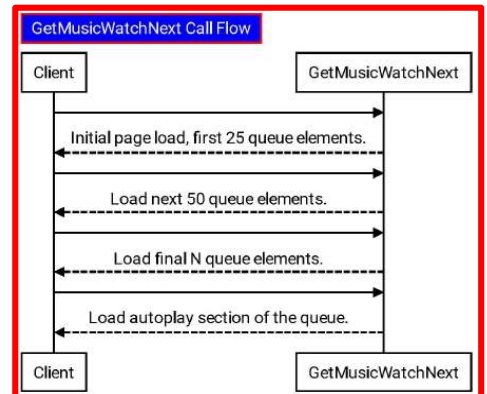 GetMusicWatchNext Call Flow
Client GetMusicWatchNext
Initial page load, first 25 queue elements.
Load next 50 queue elements.
Load final N queue elements.
Load autoplay section of the queue.
Client GetMusicWatchNext